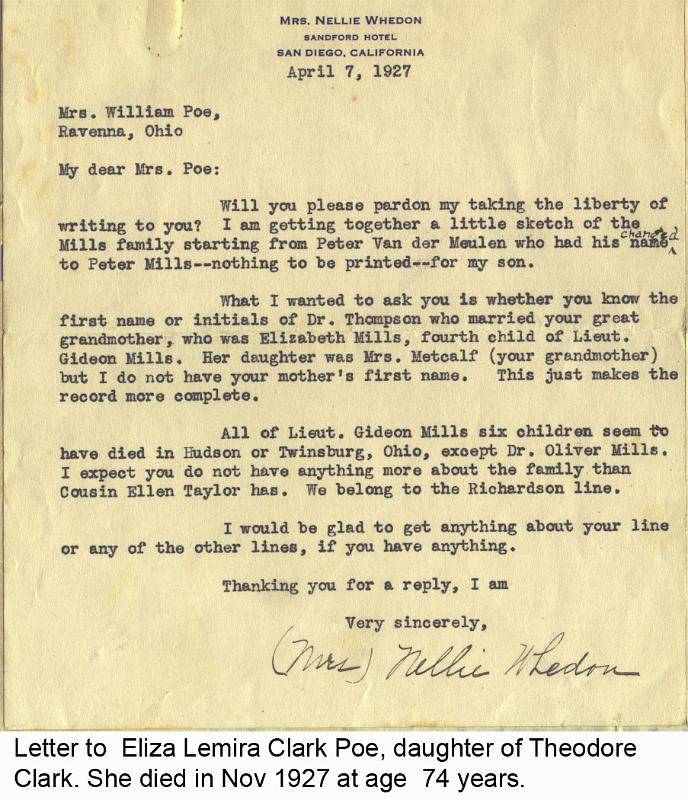 MRS. NELLIE WHEDON
SANDFORD HOTEL
SAN DIEGO, CALIFORNIA
April 7, 1927
Mrs. William Poe,
Ravenna, Ohio
My dear Mrs. Poe:
Will you please pardon my taking the liberty of
writing to you? I am getting together a little sketch of the
changed
Mills family starting from Peter Van der Meulen who had his name
to Peter Mills--nothing to be printed--for my son.
What I wanted to ask you is whether you know the
first name or initials of Dr. Thompson who married your great
grandmother, who was Elizabeth Mills, fourth child of Lieut.
Gideon Mills. Her daughter was Mrs. Metcalf (your grandmother)
but I do not have your mother's first name. This just makes the
record more complete.
All of Lieut. Gideon Mills six children seem to
have died in Hudson or Twinsburg, Ohio, except Dr. Oliver Mills.
I expect you do not have anything more about the family than
Cousin Ellen Taylor has. We belong to the Richardson line.
I would be glad to get anything about your line
or any of the other lines, if you have anything.
Thanking you for a reply, I am
Very sincerely,
(Mrs) Nellie Whedon
Letter to Eliza Lemira Clark Poe, daughter of Theodore
Clark. She died in Nov 1927 at age 74 years.